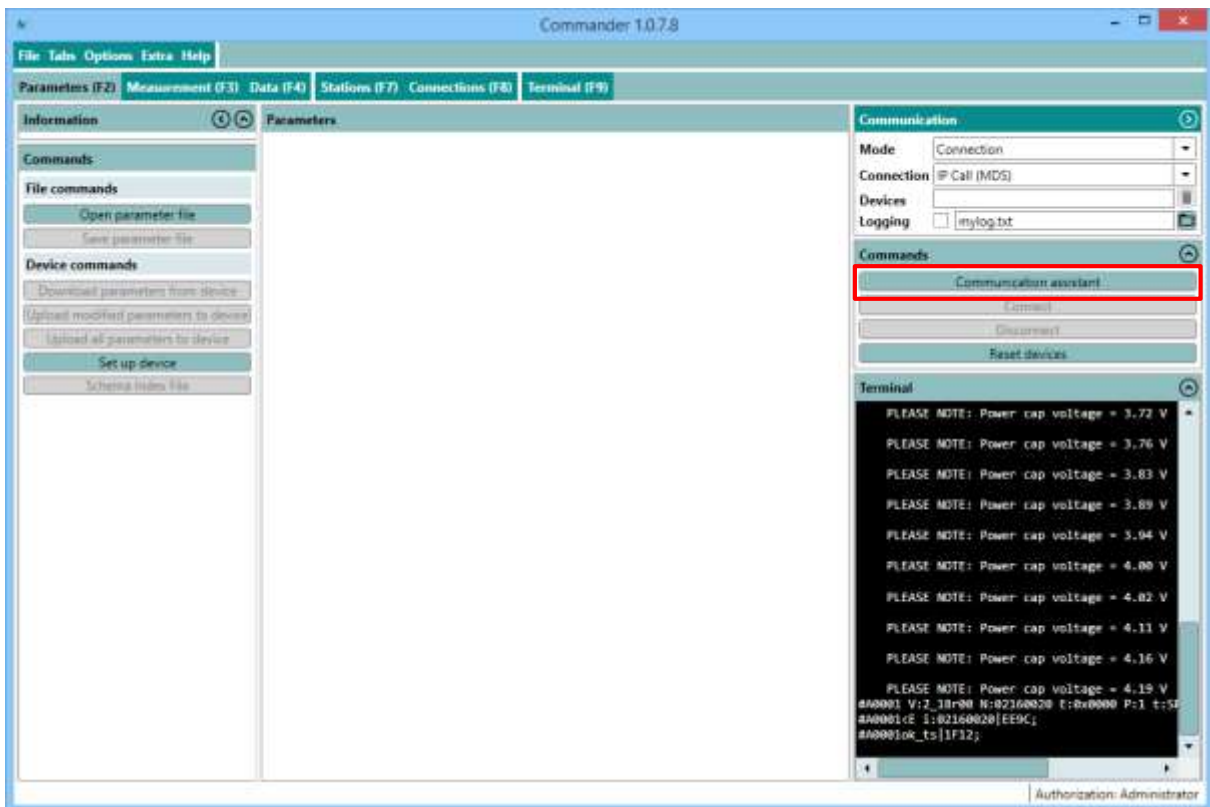 Commander 1.0.7.8
File Tabs Options Extra Help
Parameters (F2) Measurement (F3) Data (F4) Stations (F7) Connections (F8) Terminal (F9)
Information
Commands
File commands
Open parameter file
Save parameter file
Device commands
Download parameters from device
Upload modified parameters to device
Upload all parameters to device
Set up device
Schema Index File
Parameters
Communication
Mode Connection
Connection IP Call (MDS)
Devices
Logging mylog.txt
Commands
Communication assistant
Connect
Disconnect
Reset devices
Terminal
PLEASE NOTE: Power cap voltage = 3.72 V
PLEASE NOTE: Power cap voltage = 3.76 V
PLEASE NOTE: Power cap voltage = 3.83 V
PLEASE NOTE: Power cap voltage = 3.89 V
PLEASE NOTE: Power cap voltage = 3.94 V
PLEASE NOTE: Power cap voltage = 4.00 V
PLEASE NOTE: Power cap voltage = 4.02 V
PLEASE NOTE: Power cap voltage = 4.11 V
PLEASE NOTE: Power cap voltage = 4.16 V
PLEASE NOTE: Power cap voltage = 4.19 V
#A0001 V:2_18r00 N:02160020 E:0x0000 P:1
#A0001<E i:02160020|EE9C;
#A0001ok_ts|1F12;
Authorization: Administrator